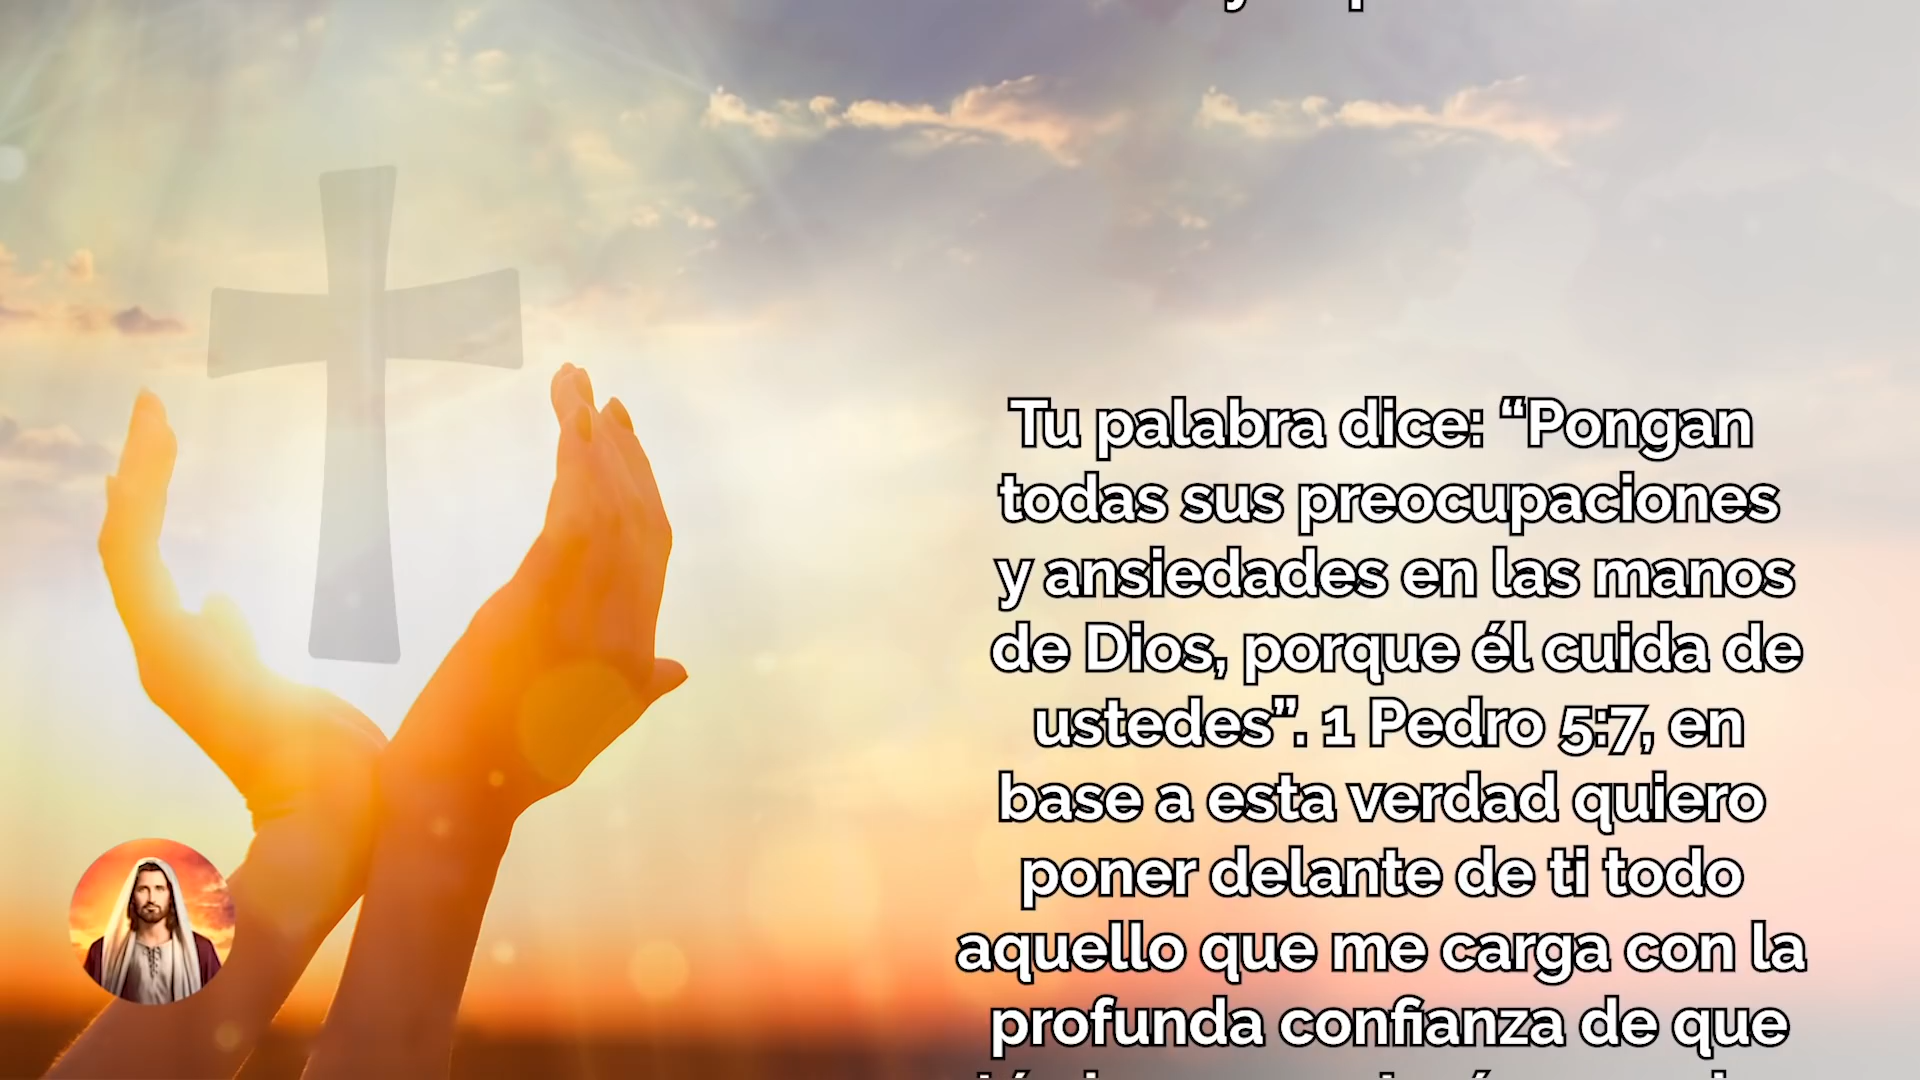 Tu palabra dice: “Pongan
todas sus preocupaciones
y ansiedades en las manos
de Dios, porque él cuida de
ustedes”. 1 Pedro 5:7, en
base a esta verdad quiero
poner delante de ti todo
aquello que me carga con la
profunda confianza de que